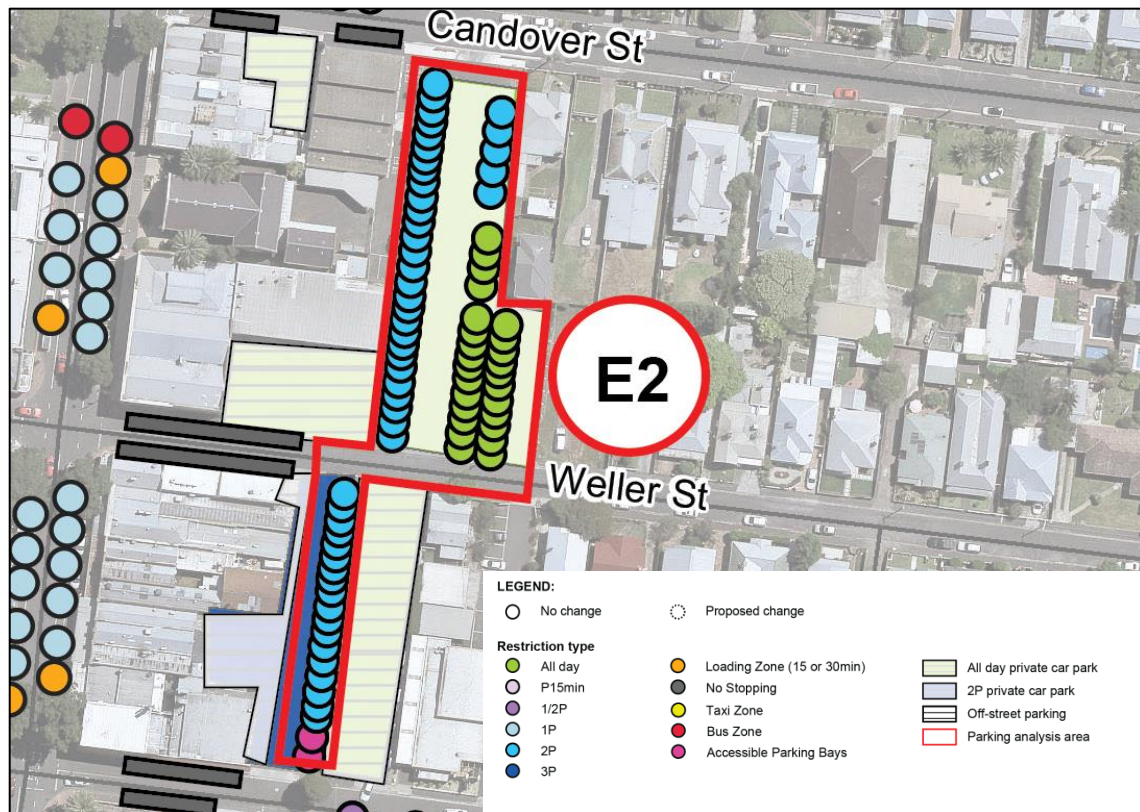 Candover St
E2
Weller St
LEGEND:
No change
Proposed change
Restriction type
All day
P15min
1/2P
1P
2P
3P
Loading Zone (15 or 30min)
No Stopping
Taxi Zone
Bus Zone
Accessible Parking Bays
All day private car park
2P private car park
Off-street parking
Parking analysis area